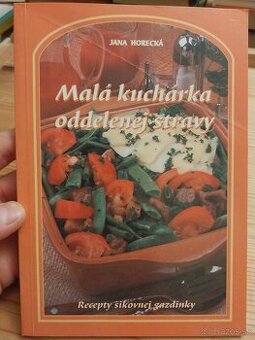 JANA HORECKÁ
Malá kuchárka
oddelenej stravy
Recepty šikovnej gazdinky